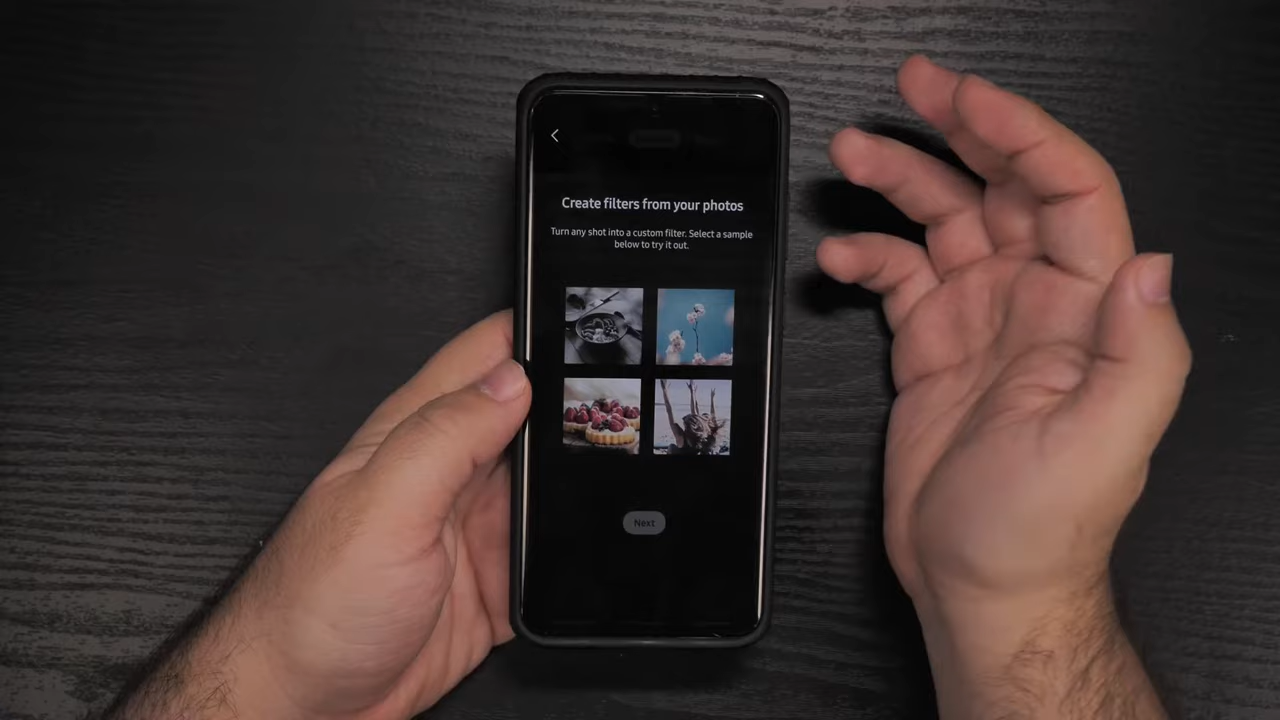 Create filters from your photos
Turn any shot into a custom filter. Select a sample
below to try it out.
Next